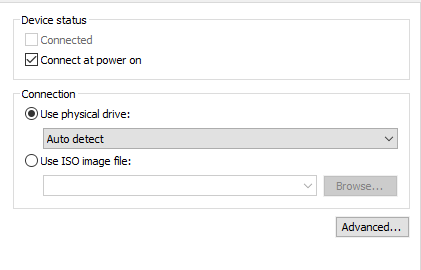 Device status
Connected
Connect at power on
Connection
Use physical drive:
Auto detect
Use ISO image file:
Browse...
Advanced...